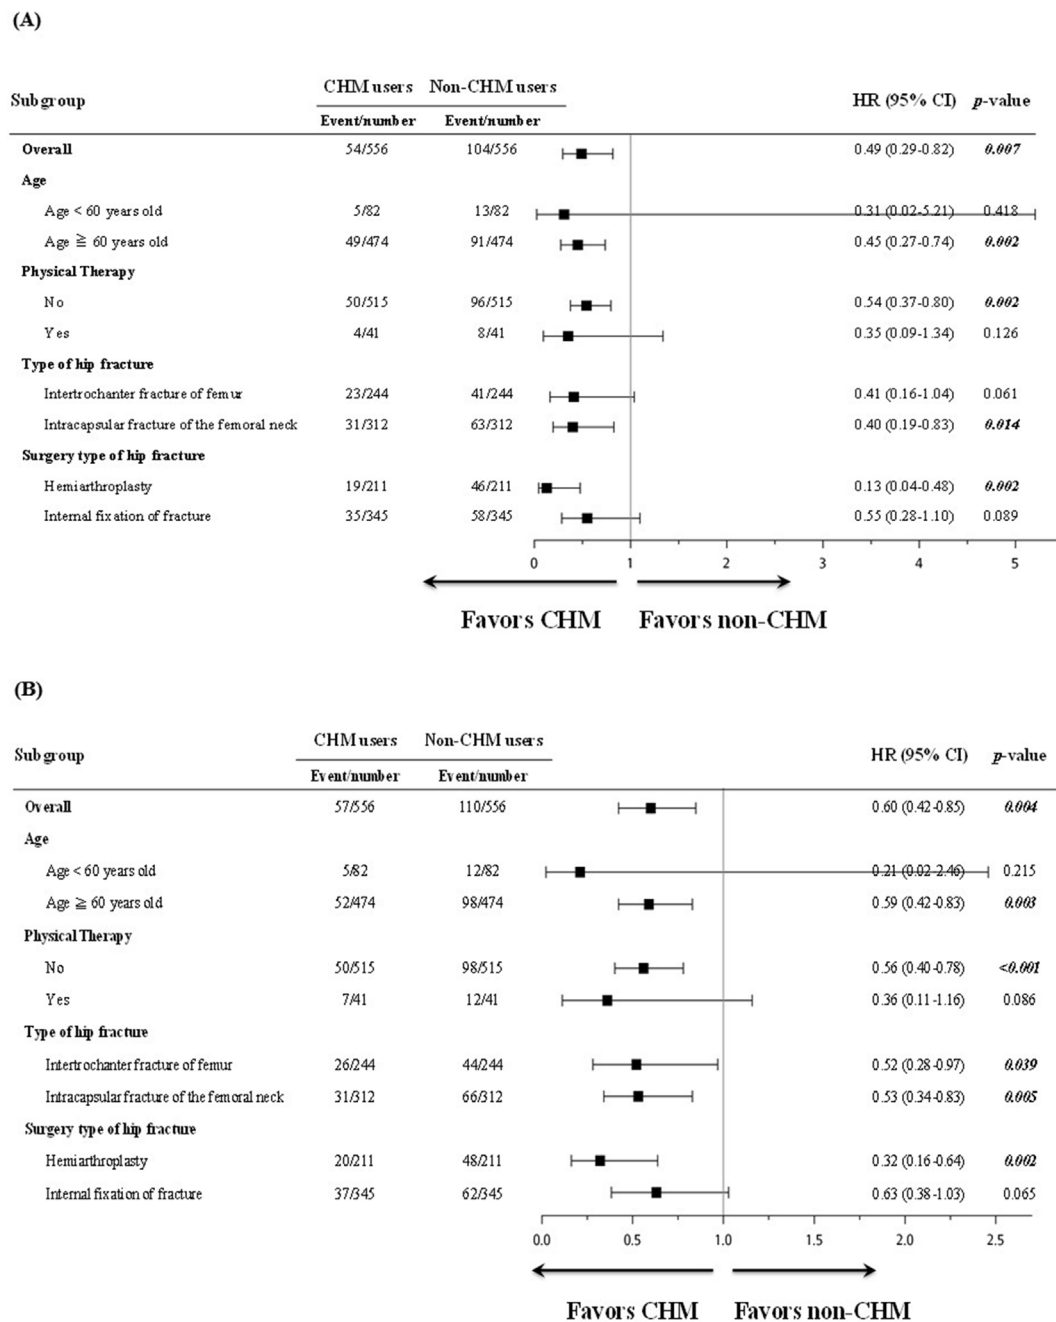 (A)
Subgroup CHM users Non-CHM users HR (95% CI) p-value
Event/number Event/number
Overall 54/556 104/556 0.49 (0.29-0.82) 0.007
Age
Age < 60 years old 5/82 13/82 0.31 (0.02-5.21) 0.418
Age ≧ 60 years old 49/474 91/474 0.45 (0.27-0.74) 0.002
Physical Therapy
No 50/515 96/515 0.54 (0.37-0.80) 0.002
Yes 4/41 8/41 0.35 (0.09-1.34) 0.126
Type of hip fracture
Intertrochanter fracture of femur 23/244 41/244 0.41 (0.16-1.04) 0.061
Intracapsular fracture of the femoral neck 31/312 63/312 0.40 (0.19-0.83) 0.014
Surgery type of hip fracture
Hemiarthroplasty 19/211 46/211 0.13 (0.04-0.48) 0.002
Internal fixation of fracture 35/345 58/345 0.55 (0.28-1.10) 0.089
0 1 2 3 4 5
Favors CHM Favors non-CHM
(B)
Subgroup CHM users Non-CHM users HR (95% CI) p-value
Event/number Event/number
Overall 57/556 110/556 0.60 (0.42-0.85) 0.004
Age
Age < 60 years old 5/82 12/82 0.21 (0.02-2.46) 0.215
Age ≧ 60 years old 52/474 98/474 0.59 (0.42-0.83) 0.003
Physical Therapy
No 50/515 98/515 0.56 (0.40-0.78) <0.001
Yes 7/41 12/41 0.36 (0.11-1.16) 0.086
Type of hip fracture
Intertrochanter fracture of femur 26/244 44/244 0.52 (0.28-0.97) 0.039
Intracapsular fracture of the femoral neck 31/312 66/312 0.53 (0.34-0.83) 0.005
Surgery type of hip fracture
Hemiarthroplasty 20/211 48/211 0.32 (0.16-0.64) 0.002
Internal fixation of fracture 37/345 62/345 0.63 (0.38-1.03) 0.065
0.0 0.5 1.0 1.5 2.0 2.5
Favors CHM Favors non-CHM